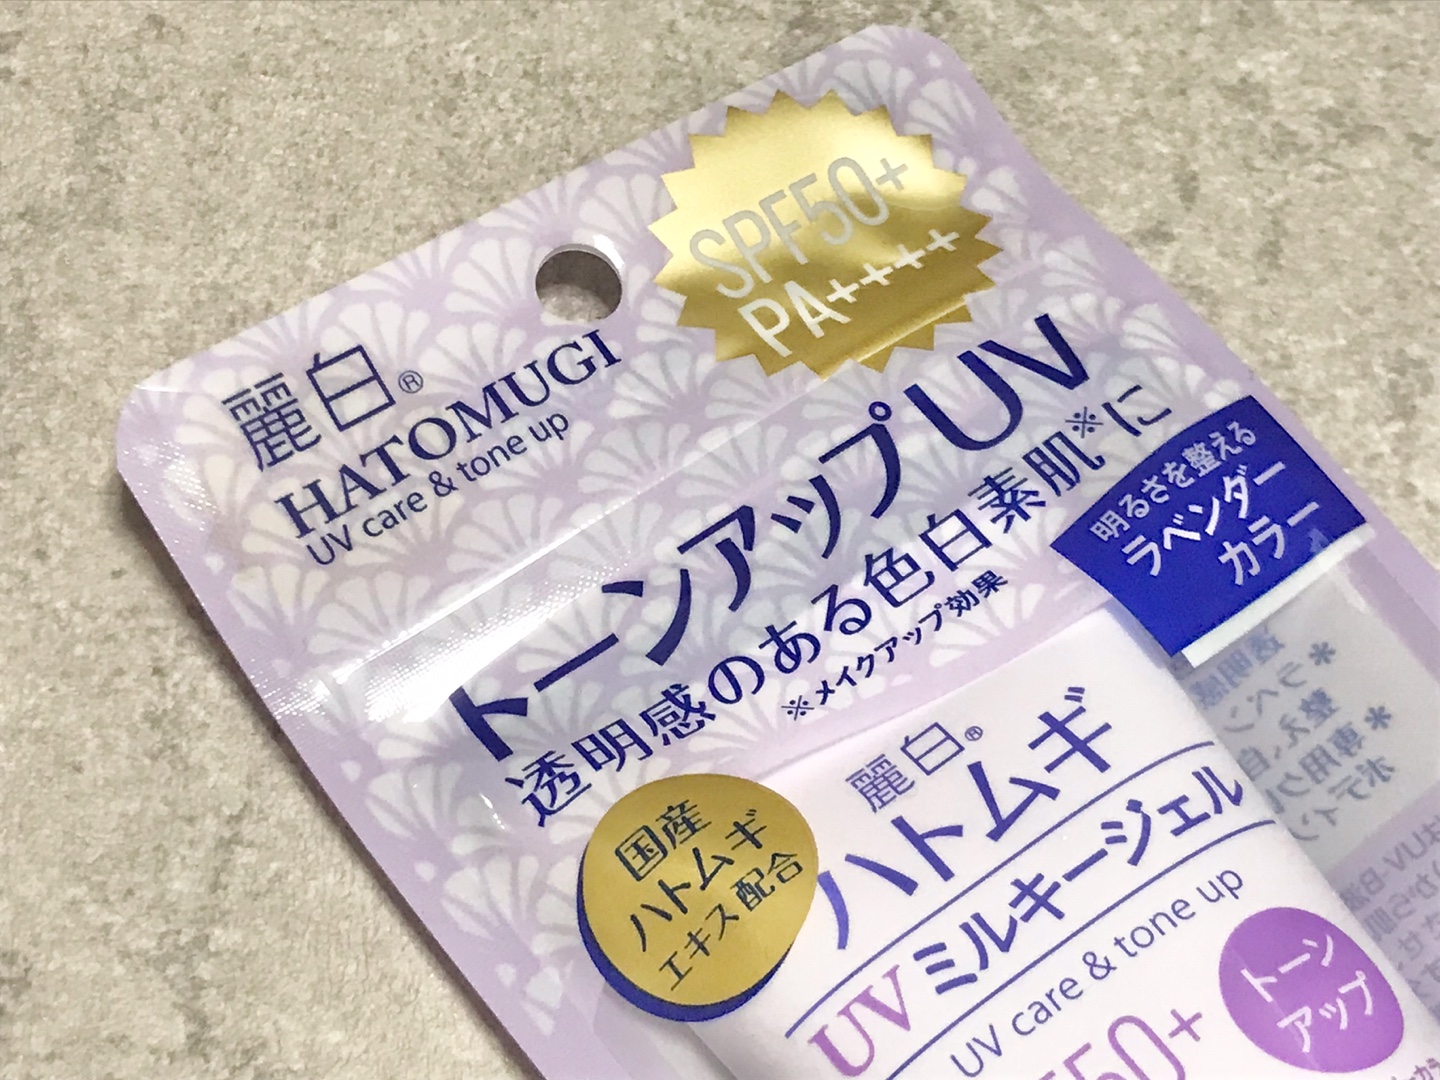 SPF50+
PA++++
麗白®
HATOMUGI
UV care & tone up
トーンアップUV
透明感のある色白素肌※に
※メイクアップ効果
明るさを整える
ラベンダー
カラー
国産
ハトムギ
エキス配合
麗白®
ハトムギ
UVミルキージェル
UV care & tone up
50+
トーン
アップ